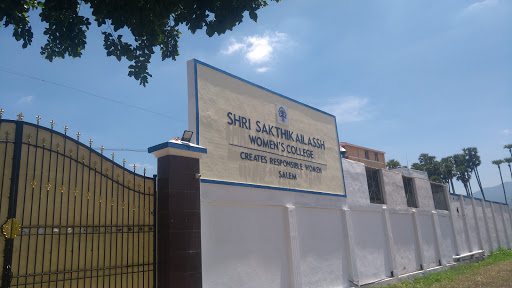 SHRI SAKTHIKAILASSH
WOMEN'S COLLEGE
CREATES RESPONSIBLE WOMEN
SALEM